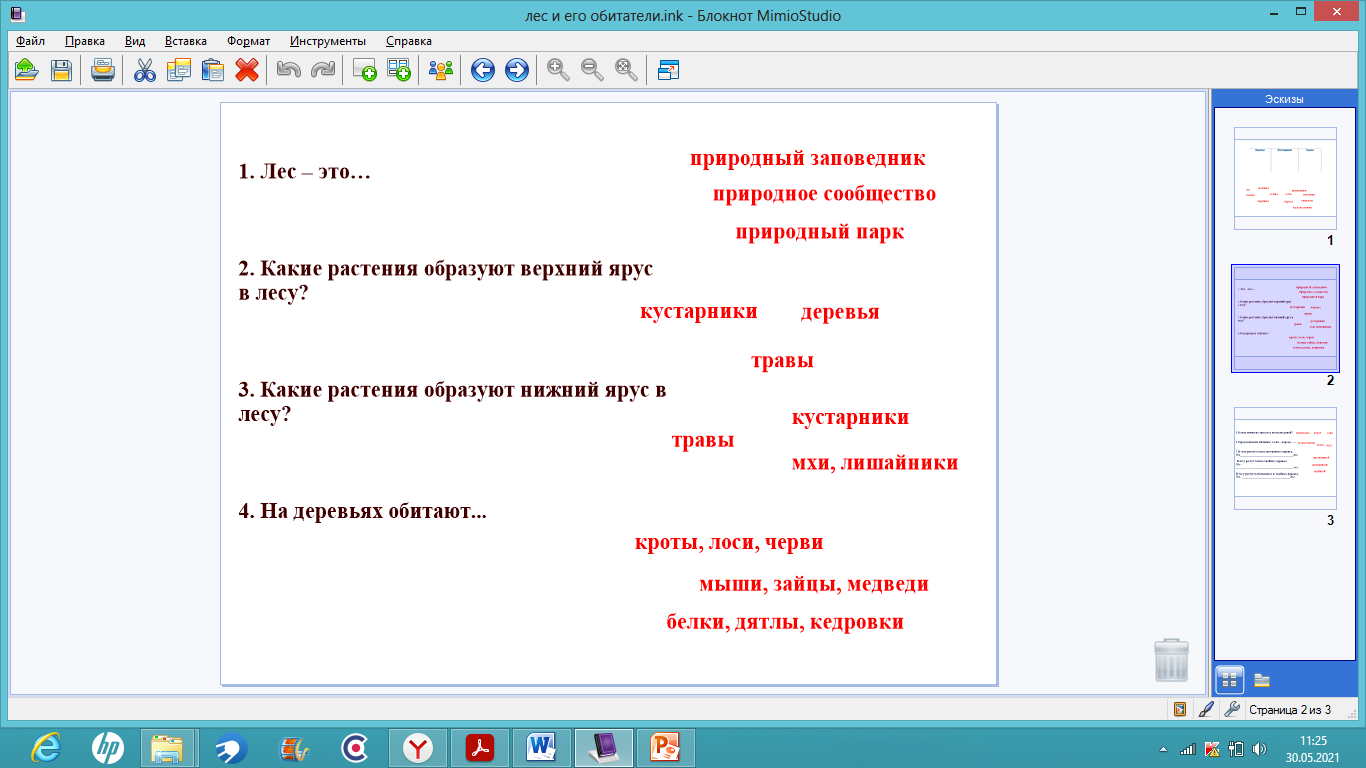 лес и его обитатели.ink - Блокнот MimioStudio
Файл Правка Вид Вставка Формат Инструменты Справка
Эскизы
1. Лес – это…
природный заповедник
природное сообщество
природный парк
2. Какие растения образуют верхний ярус
в лесу?
кустарники деревья
травы
3. Какие растения образуют нижний ярус в
лесу?
кустарники
травы
мхи, лишайники
4. На деревьях обитают...
кроты, лоси, черви
мыши, зайцы, медведи
белки, дятлы, кедровки
1
2
3
Страница 2 из 3
11:25
30.05.2021